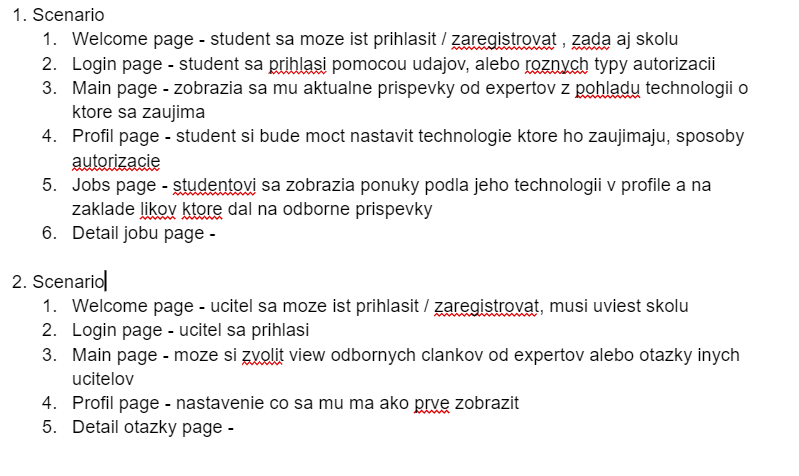 1. Scenario
1. Welcome page - student sa moze ist prihlasit / zaregistrovat , zada aj skolu
2. Login page - student sa prihlasi pomocou udajov, alebo roznych typy autorizacii
3. Main page - zobrazia sa mu aktualne prispevky od expertov z pohladu technologii o
ktore sa zaujima
4. Profil page - student si bude moct nastavit technologie ktore ho zaujimaju, sposoby
autorizacie
5. Jobs page - studentovi sa zobrazia ponuky podla jeho technologii v profile a na
zaklade likov ktore dal na odborne prispevky
6. Detail jobu page -
2. Scenario
1. Welcome page - ucitel sa moze ist prihlasit / zaregistrovat, musi uviest skolu
2. Login page - ucitel sa prihlasi
3. Main page - moze si zvolit view odbornych clankov od expertov alebo otazky inych
ucitelov
4. Profil page - nastavenie co sa mu ma ako prve zobrazit
5. Detail otazky page -